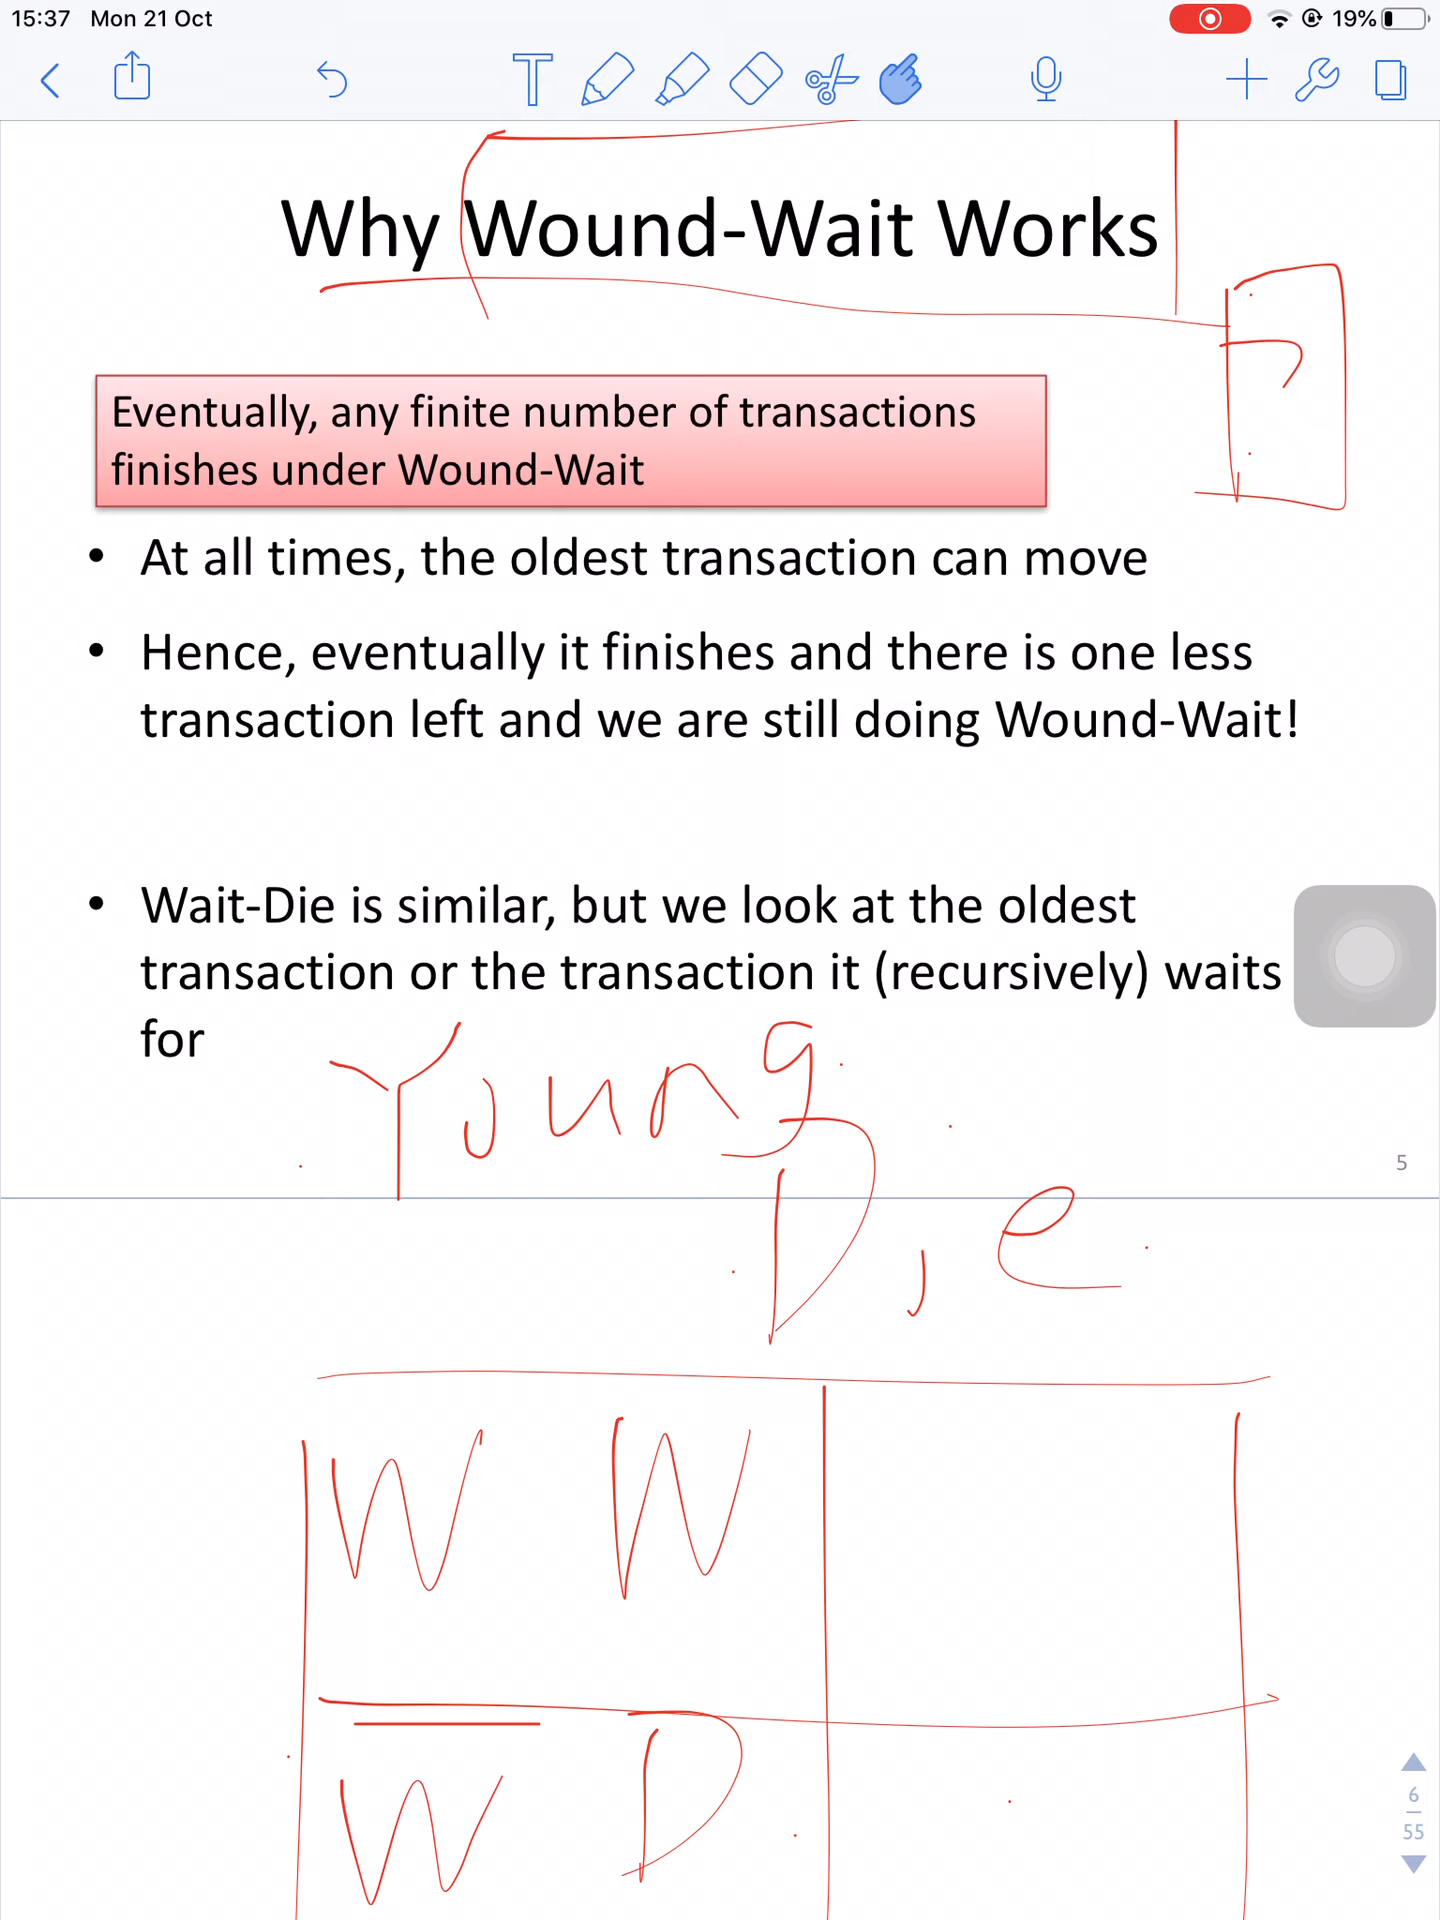 15:37 Mon 21 Oct 19%
Why Wound-Wait Works
Eventually, any finite number of transactions
finishes under Wound-Wait
• At all times, the oldest transaction can move
• Hence, eventually it finishes and there is one less
transaction left and we are still doing Wound-Wait!
• Wait-Die is similar, but we look at the oldest
transaction or the transaction it (recursively) waits
for
Young
5
Die
W W
W D
6
55